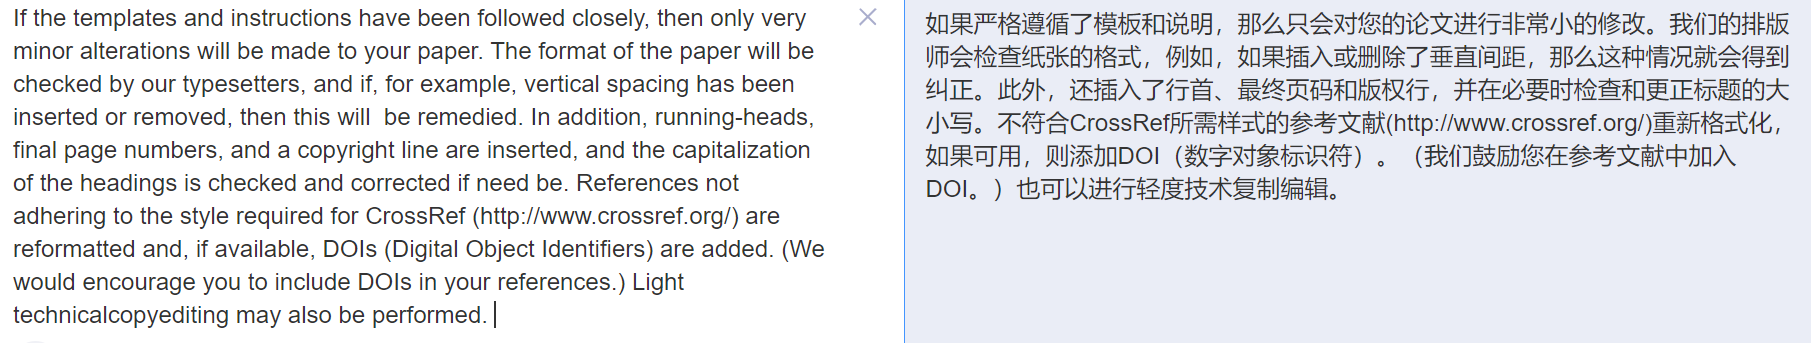 If the templates and instructions have been followed closely, then only very
minor alterations will be made to your paper. The format of the paper will be
checked by our typesetters, and if, for example, vertical spacing has been
inserted or removed, then this will  be remedied. In addition, running-heads,
final page numbers, and a copyright line are inserted, and the capitalization
of the headings is checked and corrected if need be. References not
adhering to the style required for CrossRef (http://www.crossref.org/) are
reformatted and, if available, DOIs (Digital Object Identifiers) are added. (We
would encourage you to include DOIs in your references.) Light
technicalcopyediting may also be performed.
如果严格遵循了模板和说明，那么只会对您的论文进行非常小的修改。我们的排版
师会检查纸张的格式，例如，如果插入或删除了垂直间距，那么这种情况就会得到
纠正。此外，还插入了行首、最终页码和版权行，并在必要时检查和更正标题的大
小写。不符合CrossRef所需样式的参考文献(http://www.crossref.org/)重新格式化，
如果可用，则添加DOI（数字对象标识符）。（我们鼓励您在参考文献中加入
DOI。）也可以进行轻度技术复制编辑。